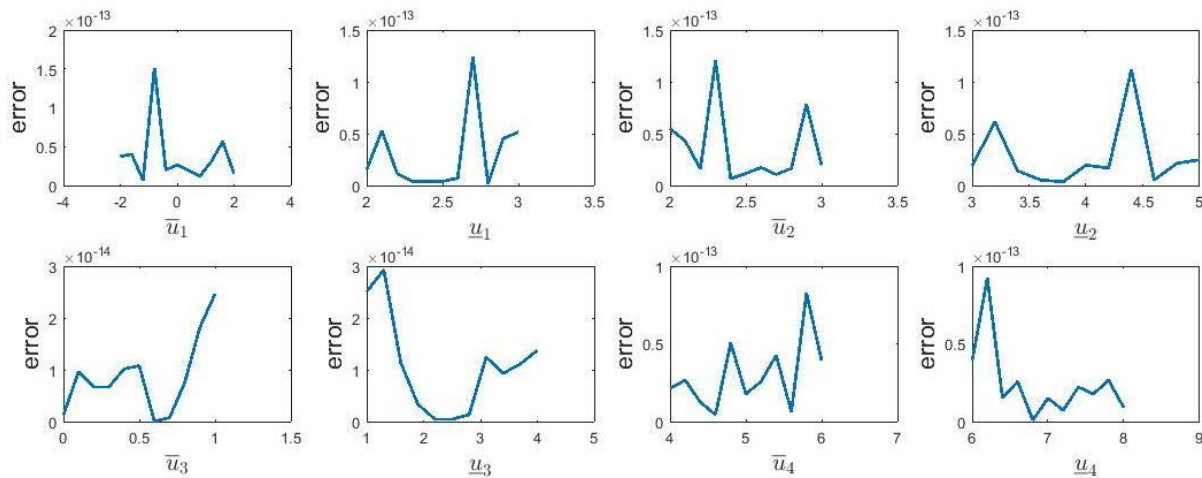 ×10⁻¹³ ×10⁻¹³ ×10⁻¹³ ×10⁻¹³
2 1.5 1.5 1.5
1.5 1 1 1
1 0.5 0.5 0.5
0.5 0 0 0
0
error error error error
-4 -2 0 2 4 2 2.5 3 3.5 2 2.5 3 3.5 3 3.5 4 4.5 5
u̅₁ u̲₁ u̅₂ u̲₂
×10⁻¹⁴ ×10⁻¹⁴ ×10⁻¹³ ×10⁻¹³
3 3 1 1
2 2 0.5 0.5
1 1 0 0
0 0
error error error error
0 0.5 1 1.5 1 2 3 4 5 4 5 6 7 6 7 8 9
u̅₃ u̲₃ u̅₄ u̲₄